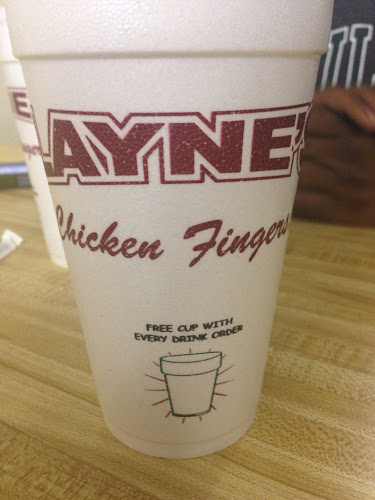 LAYNE'S
Chicken Fingers
FREE CUP WITH
EVERY DRINK ORDER